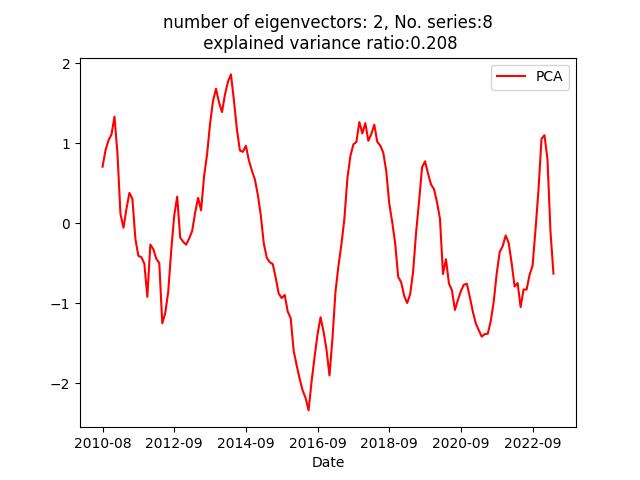 number of eigenvectors: 2, No. series:8
explained variance ratio:0.208
PCA
2
1
0
−1
−2
2010-08 2012-09 2014-09 2016-09 2018-09 2020-09 2022-09
Date